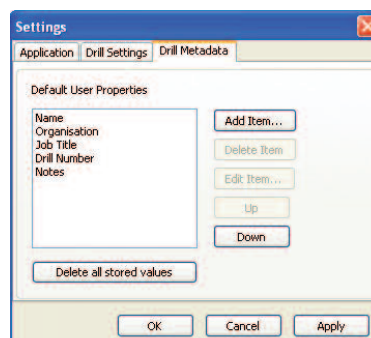 Settings
Application Drill Settings Drill Metadata
Default User Properties
Name
Organisation
Job Title
Drill Number
Notes
Add Item...
Delete Item
Edit Item...
Up
Down
Delete all stored values
OK Cancel Apply